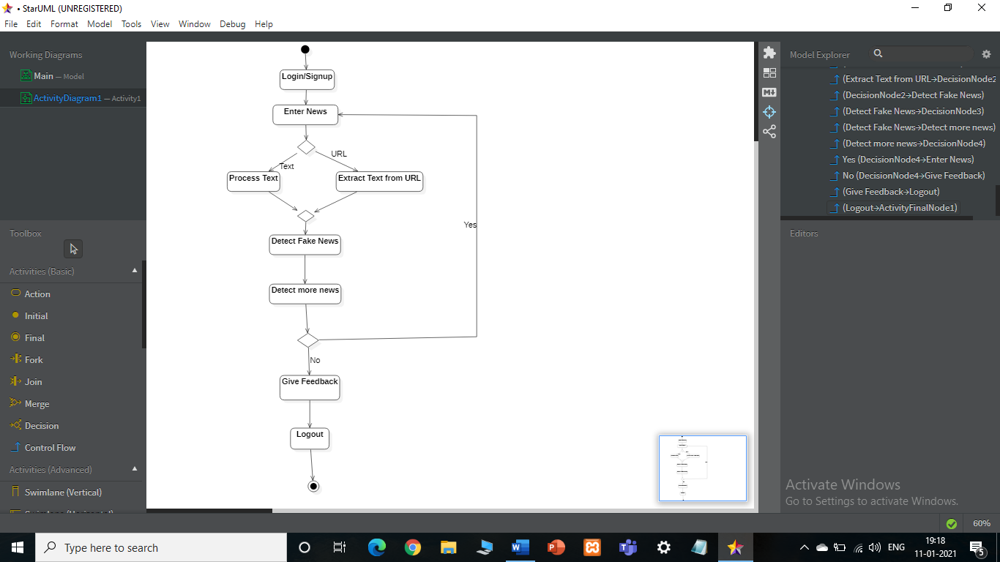 • StarUML (UNREGISTERED)
File Edit Format Model Tools View Window Debug Help
Working Diagrams
Main — Model
ActivityDiagram1 — Activity1
Toolbox
Activities (Basic)
Action
Initial
Final
Fork
Join
Merge
Decision
Control Flow
Activities (Advanced)
Swimlane (Vertical)
Login/Signup
Enter News
Text
URL
Process Text
Extract Text from URL
Detect Fake News
Yes
Detect more news
No
Give Feedback
Logout
Model Explorer
(Extract Text from URL→DecisionNode2
(DecisionNode2→Detect Fake News)
(Detect Fake News→DecisionNode3)
(Detect Fake News→Detect more news)
(Detect more news→DecisionNode4)
Yes (DecisionNode4→Enter News)
No (DecisionNode4→Give Feedback)
(Give Feedback→Logout)
(Logout→ActivityFinalNode1)
Editors
Activate Windows
Go to Settings to activate Windows.
60%
Type here to search
ENG
19:18
11-01-2021
5